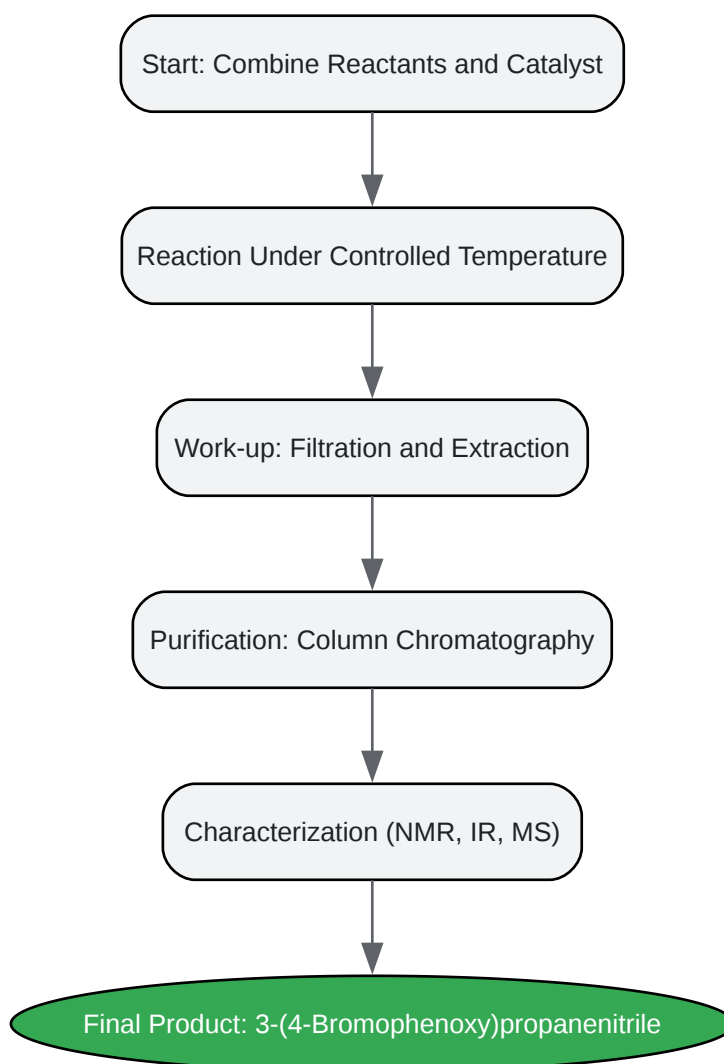 Start: Combine Reactants and Catalyst
Reaction Under Controlled Temperature
Work-up: Filtration and Extraction
Purification: Column Chromatography
Characterization (NMR, IR, MS)
Final Product: 3-(4-Bromophenoxy)propanenitrile